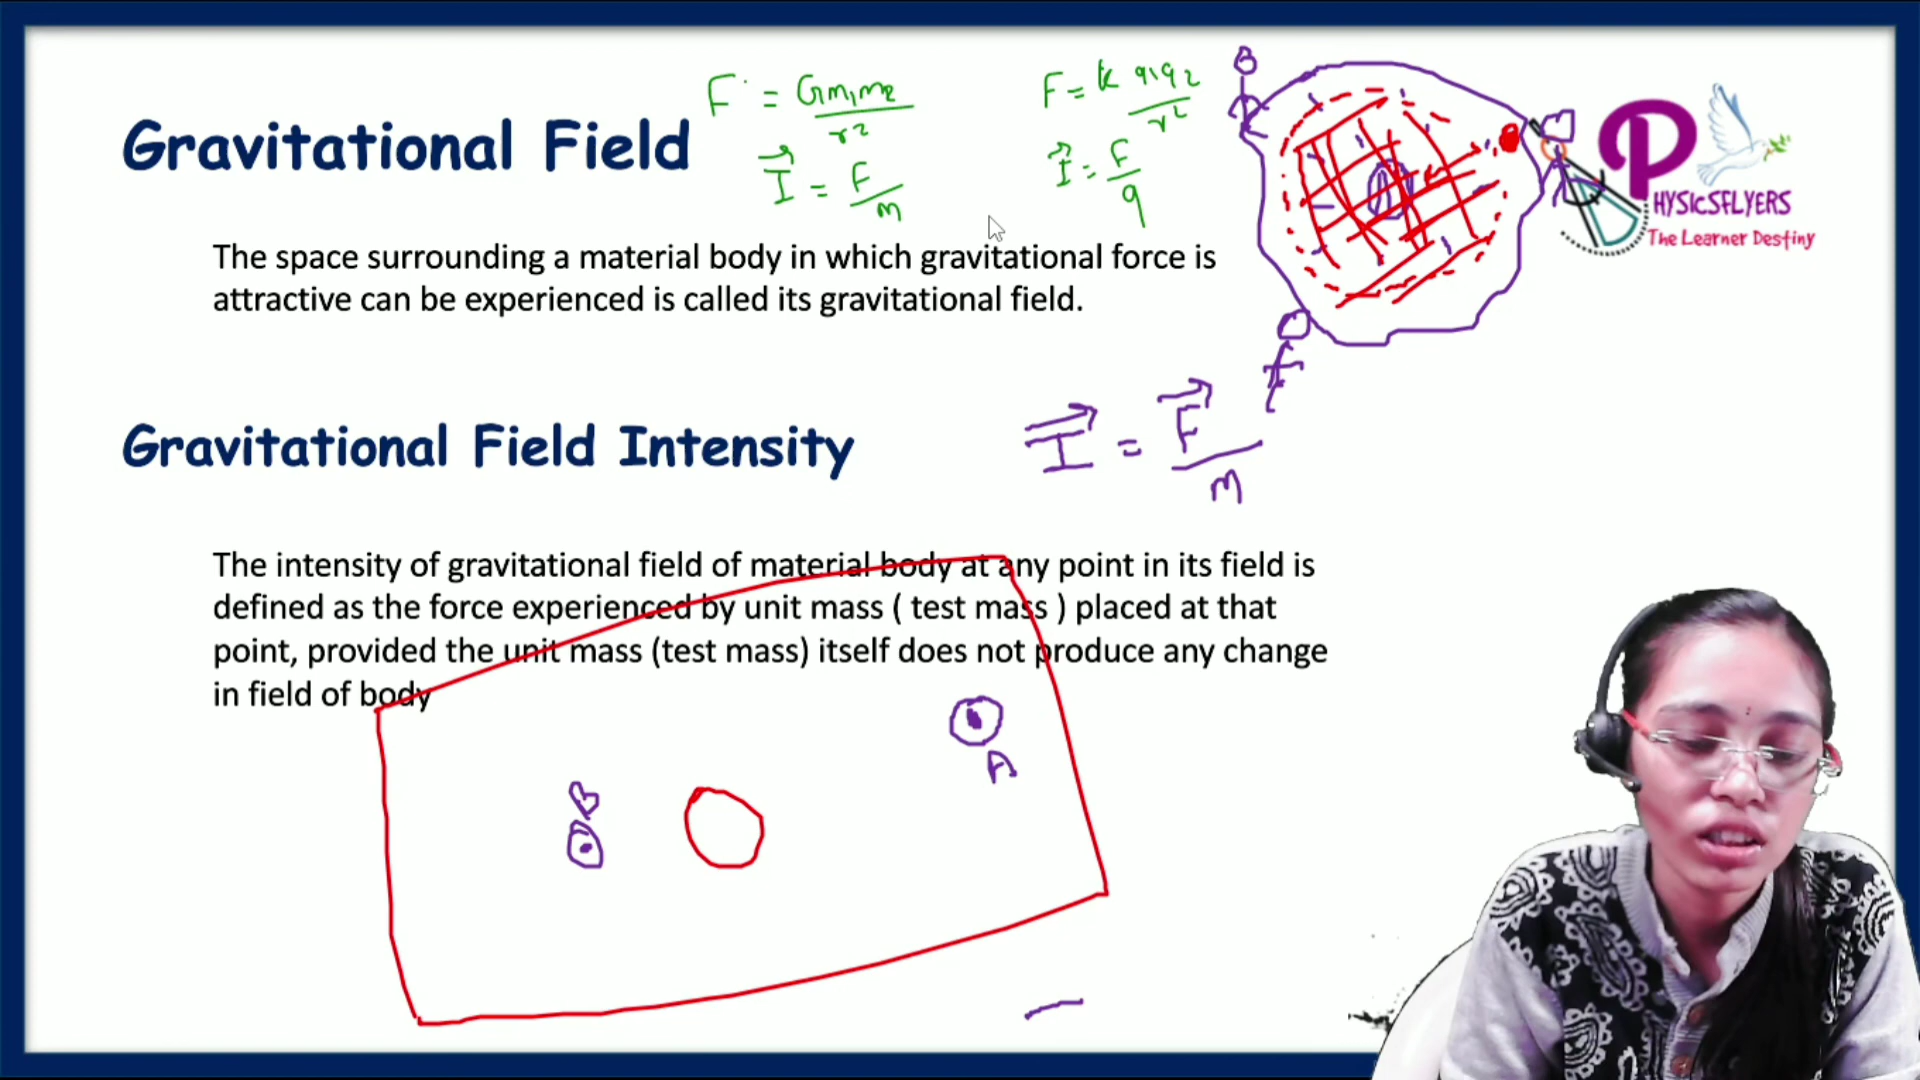 Gravitational Field
F = Gm₁m₂/r²
I⃗ = F/m
F = k q₁q₂/r²
I⃗ = F/q
PHYSICSFLYERS
The Learner Destiny
The space surrounding a material body in which gravitational force is
attractive can be experienced is called its gravitational field.
Gravitational Field Intensity
I⃗ = F⃗/m
The intensity of gravitational field of material body at any point in its field is
defined as the force experienced by unit mass ( test mass ) placed at that
point, provided the unit mass (test mass) itself does not produce any change
in field of body
A